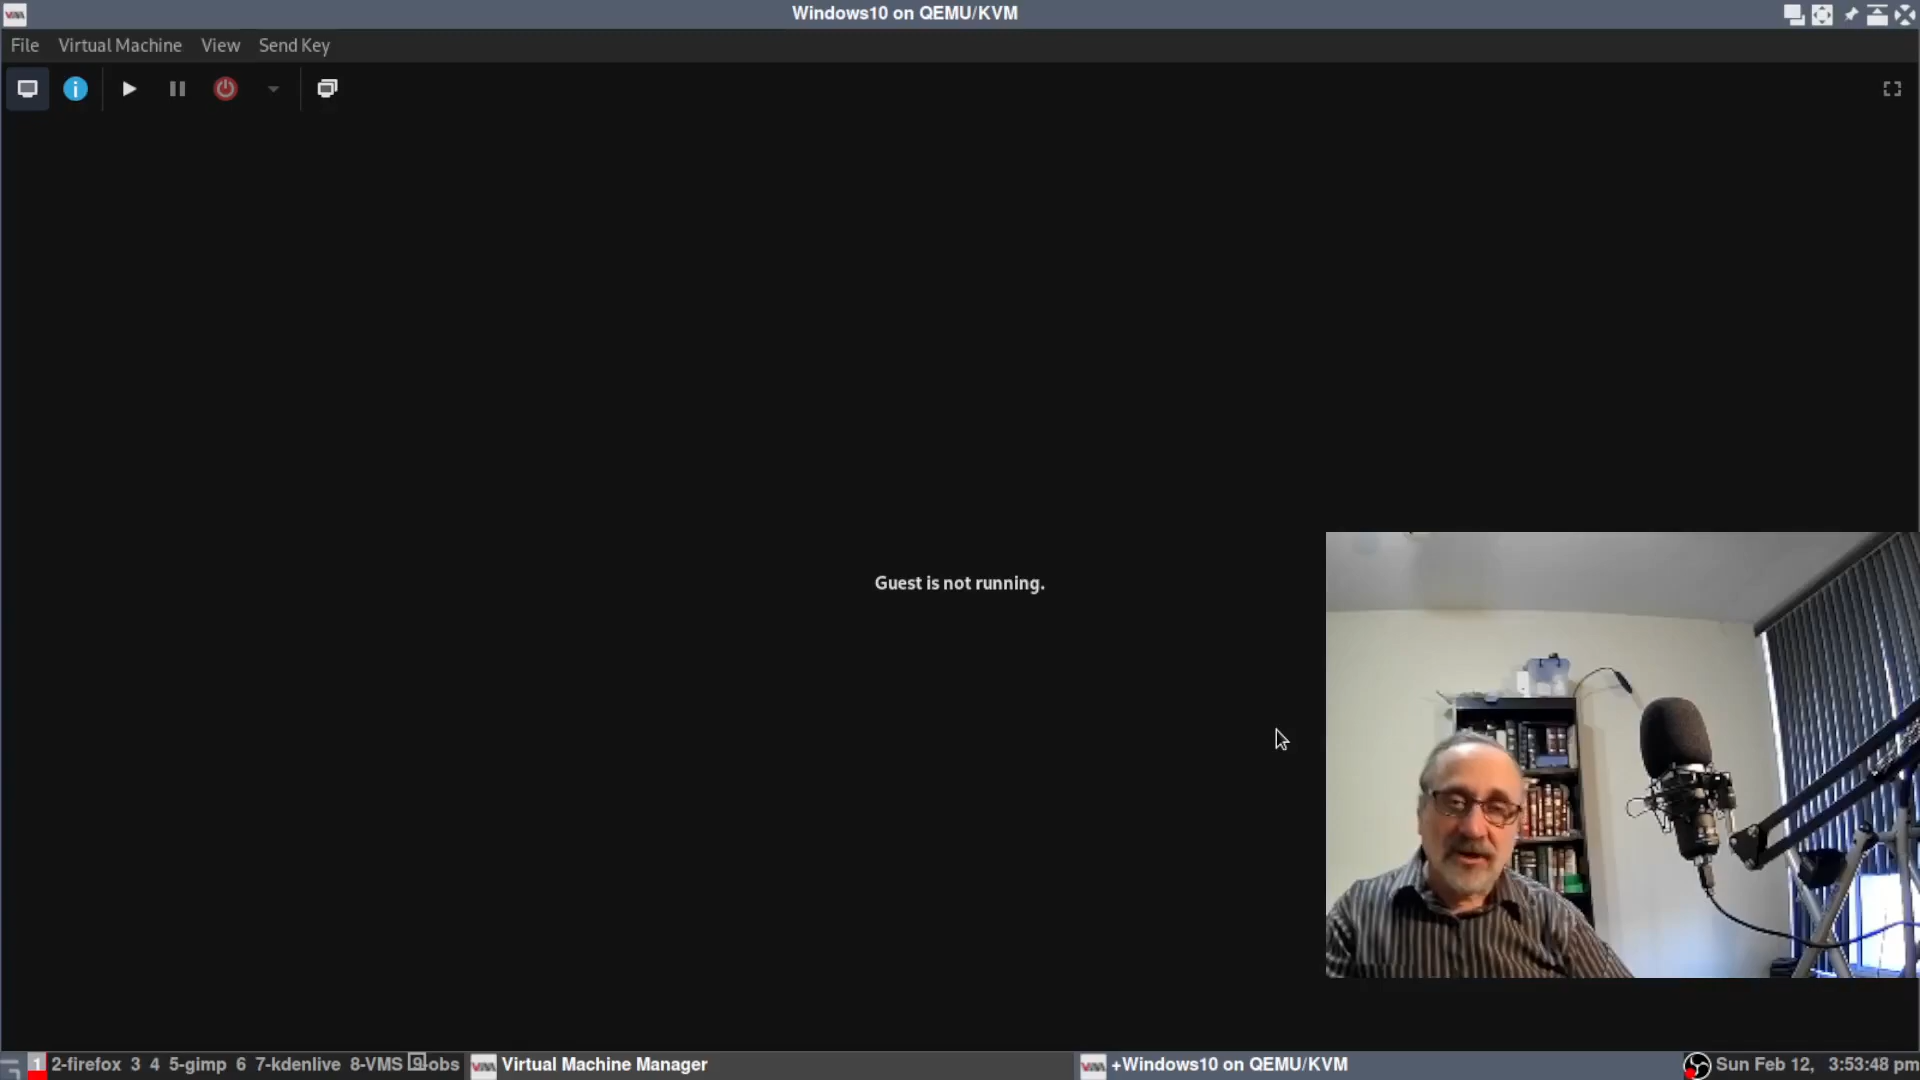 Windows10 on QEMU/KVM
File Virtual Machine View Send Key
Guest is not running.
1 2-firefox 3 4 5-gimp 6 7-kdenlive 8-VMS 9-obs Virtual Machine Manager +Windows10 on QEMU/KVM Sun Feb 12, 3:53:48 pm